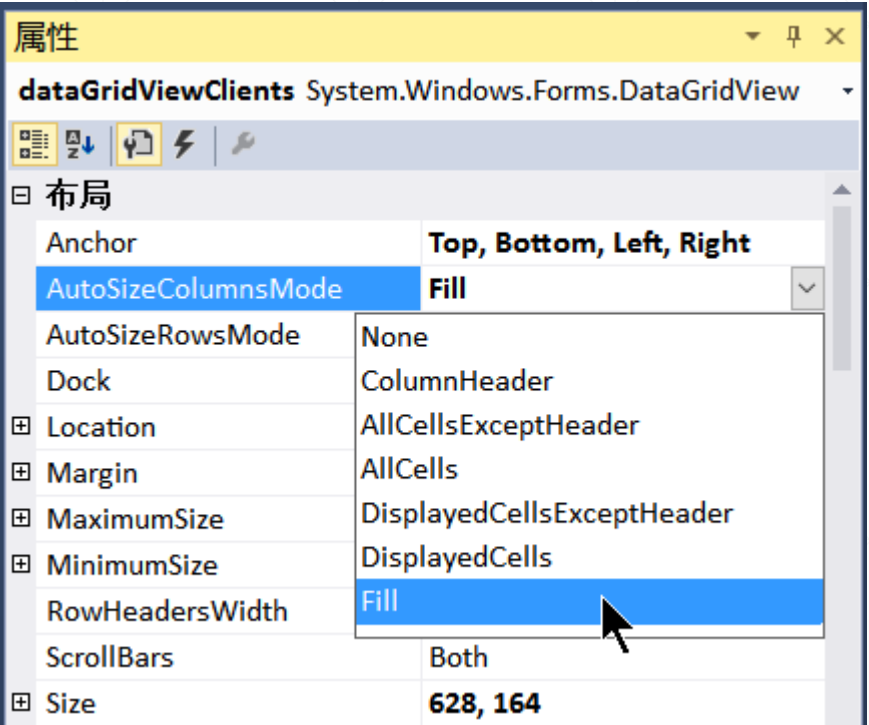 属性
dataGridViewClients System.Windows.Forms.DataGridView
布局
Anchor Top, Bottom, Left, Right
AutoSizeColumnsMode Fill
AutoSizeRowsMode None
Dock ColumnHeader
Location AllCellsExceptHeader
Margin AllCells
MaximumSize DisplayedCellsExceptHeader
MinimumSize DisplayedCells
RowHeadersWidth Fill
ScrollBars Both
Size 628, 164